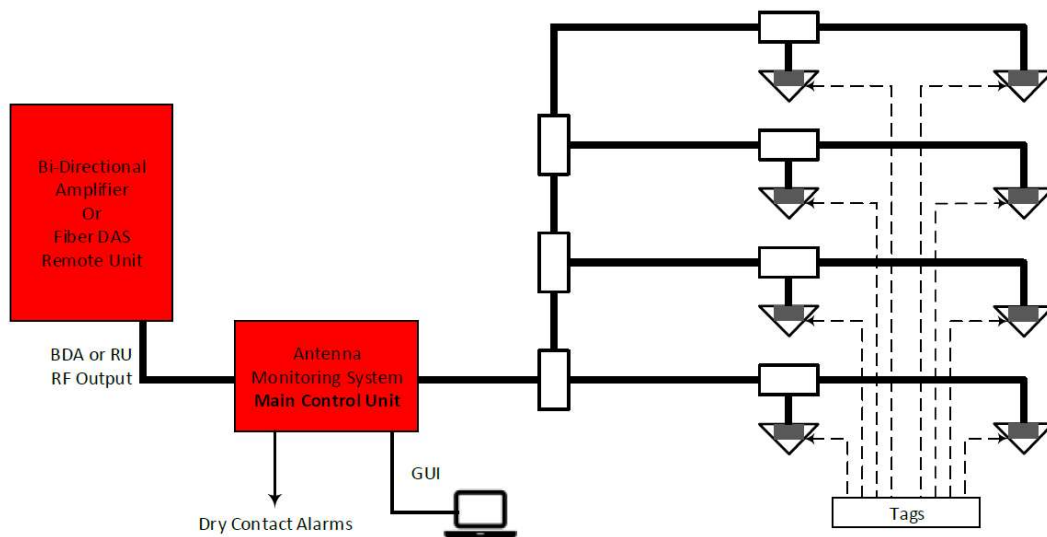 Bi-Directional
Amplifier
Or
Fiber DAS
Remote Unit
BDA or RU
RF Output
Antenna
Monitoring System
Main Control Unit
GUI
Dry Contact Alarms
Tags